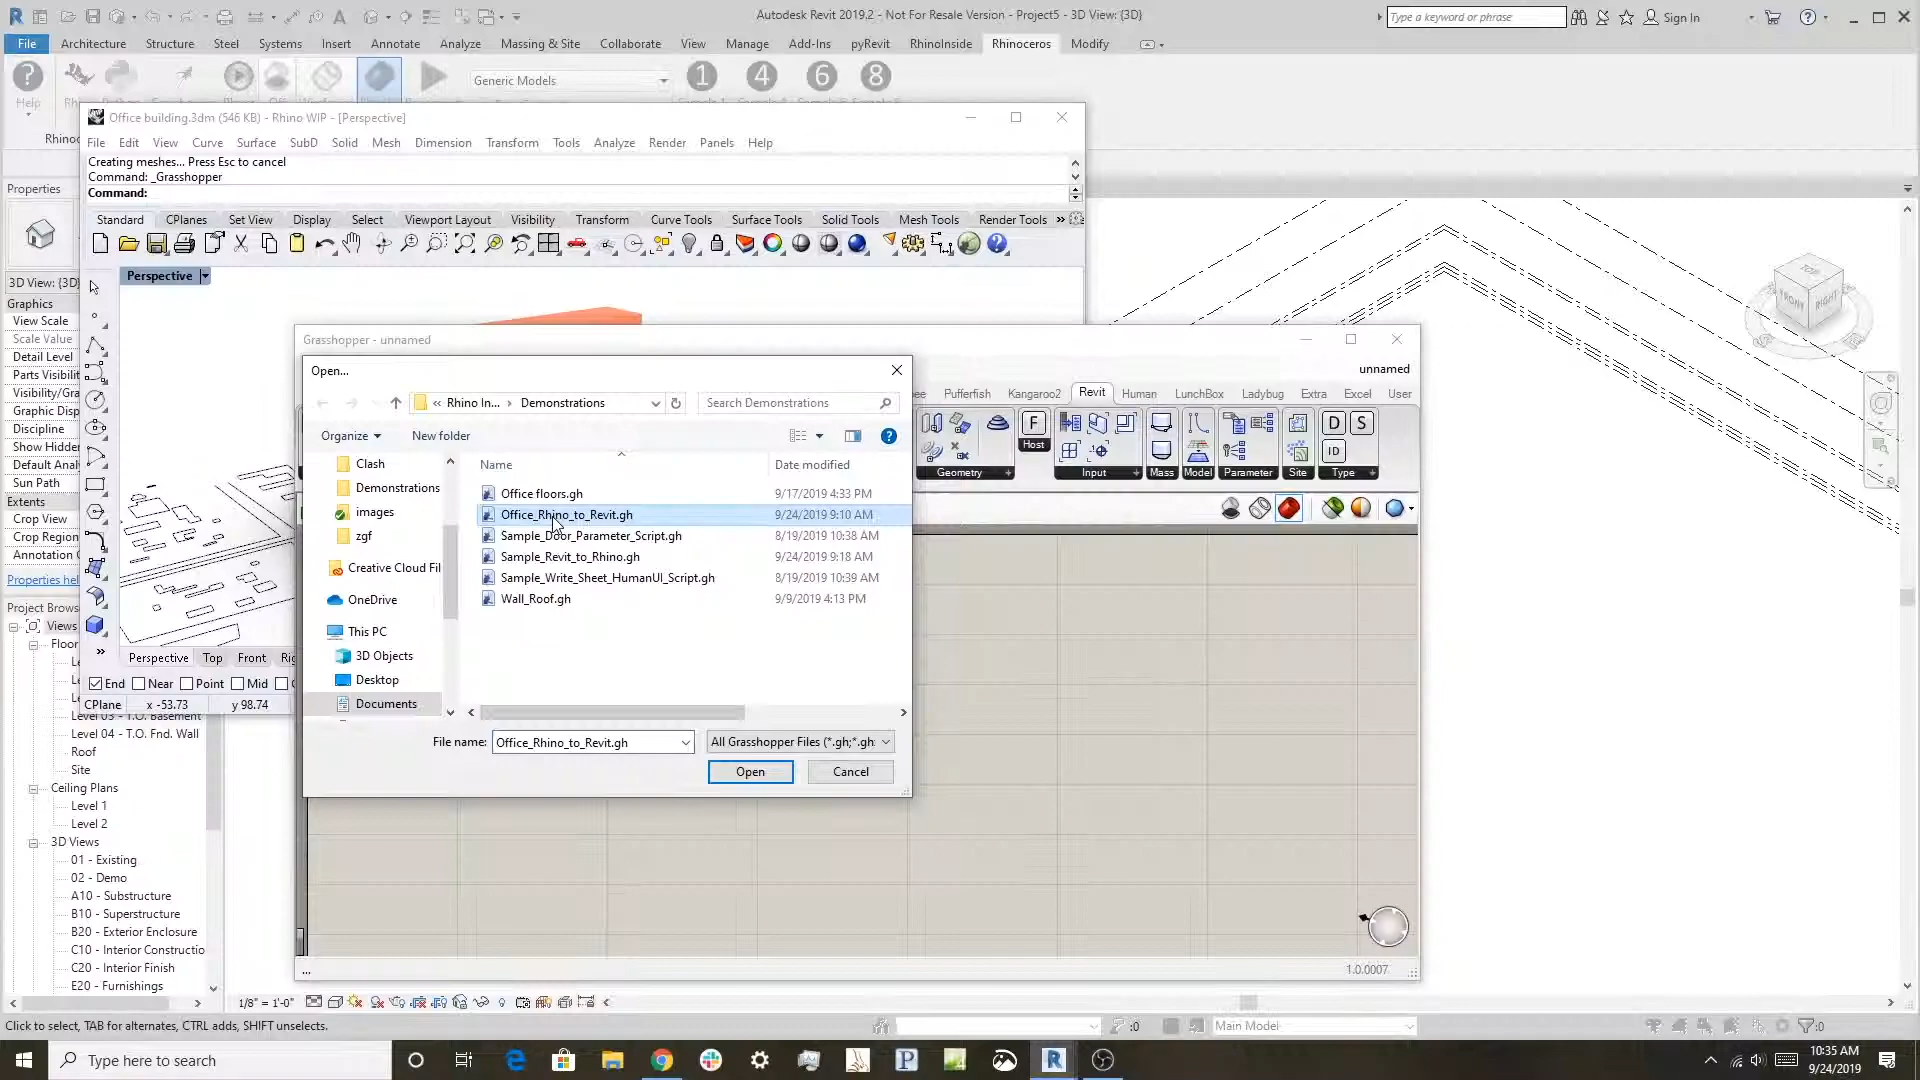 Autodesk Revit 2019.2 - Not For Resale Version - Project5 - 3D View: {3D}
Type a keyword or phrase
Sign In
File Architecture Structure Steel Systems Insert Annotate Analyze Massing & Site Collaborate View Manage Add-Ins pyRevit RhinoInside Rhinoceros Modify
Generic Models
1 4 6 8
Help
Office building.3dm (546 KB) - Rhino WIP - [Perspective]
File Edit View Curve Surface SubD Solid Mesh Dimension Transform Tools Analyze Render Panels Help
Creating meshes... Press Esc to cancel
Command: _Grasshopper
Command:
Standard CPlanes Set View Display Select Viewport Layout Visibility Transform Curve Tools Surface Tools Solid Tools Mesh Tools Render Tools »
Perspective
Properties
3D View: {3D}
Graphics
View Scale
Scale Value
Detail Level
Parts Visibilit
Visibility/Gra
Graphic Disp
Discipline
Show Hidden
Default Anal
Sun Path
Extents
Crop View
Crop Region
Annotation
Properties help
TOP
FRONT
RIGHT
Grasshopper - unnamed
unnamed
Pufferfish Kangaroo2 Revit Human LunchBox Ladybug Extra Excel User
F
Host
D S
ID
Geometry Input Mass Model Parameter Site Type
Open...
« Rhino In... › Demonstrations
Search Demonstrations
Organize New folder
Name Date modified
Clash
Demonstrations
images
zgf
Creative Cloud Fil
OneDrive
This PC
3D Objects
Desktop
Documents
Office floors.gh 9/17/2019 4:33 PM
Office_Rhino_to_Revit.gh 9/24/2019 9:10 AM
Sample_Door_Parameter_Script.gh 8/19/2019 10:38 AM
Sample_Revit_to_Rhino.gh 9/24/2019 9:18 AM
Sample_Write_Sheet_HumanUI_Script.gh 8/19/2019 10:39 AM
Wall_Roof.gh 9/9/2019 4:13 PM
File name: Office_Rhino_to_Revit.gh
All Grasshopper Files (*.gh;*.gh
Open Cancel
Perspective Top Front
End Near Point Mid
CPlane x -53.73 y 98.74
Project Brows
Views
Floor
Level 03 - T.O. Basement
Level 04 - T.O. Fnd. Wall
Roof
Site
Ceiling Plans
Level 1
Level 2
3D Views
01 - Existing
02 - Demo
A10 - Substructure
B10 - Superstructure
B20 - Exterior Enclosure
C10 - Interior Constructio
C20 - Interior Finish
E20 - Furnishings
...
1.0.0007
1/8" = 1'-0"
Click to select, TAB for alternates, CTRL adds, SHIFT unselects.
:0
Main Model
:0
Type here to search
10:35 AM
9/24/2019